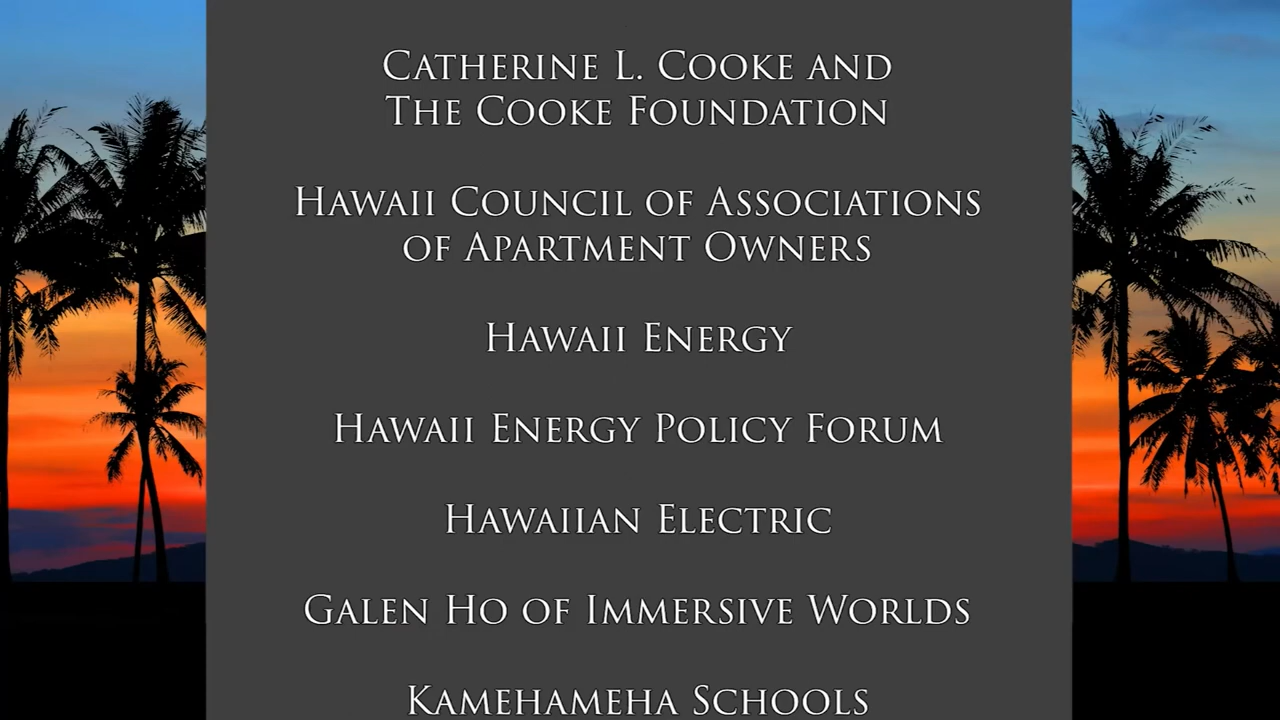 CATHERINE L. COOKE AND
THE COOKE FOUNDATION
HAWAII COUNCIL OF ASSOCIATIONS
OF APARTMENT OWNERS
HAWAII ENERGY
HAWAII ENERGY POLICY FORUM
HAWAIIAN ELECTRIC
GALEN HO OF IMMERSIVE WORLDS
KAMEHAMEHA SCHOOLS